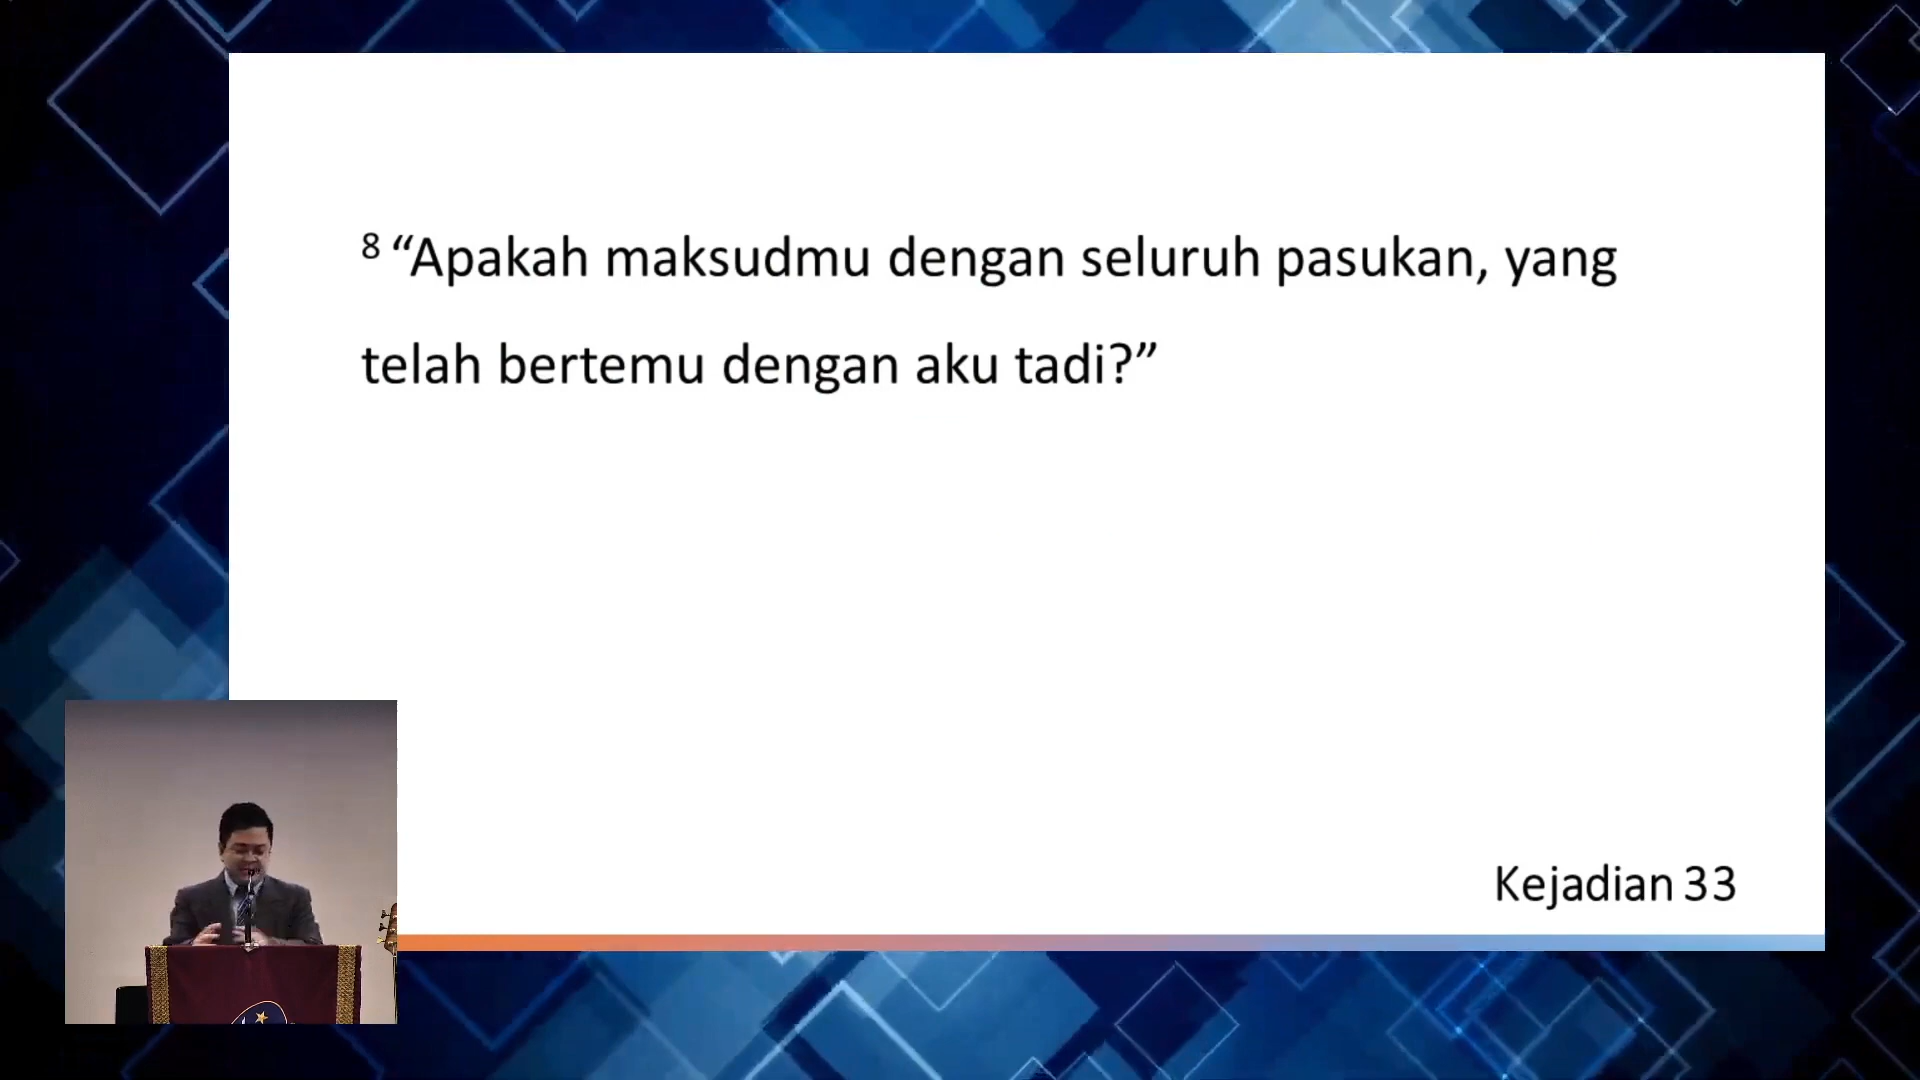 8 “Apakah maksudmu dengan seluruh pasukan, yang
telah bertemu dengan aku tadi?”
Kejadian 33